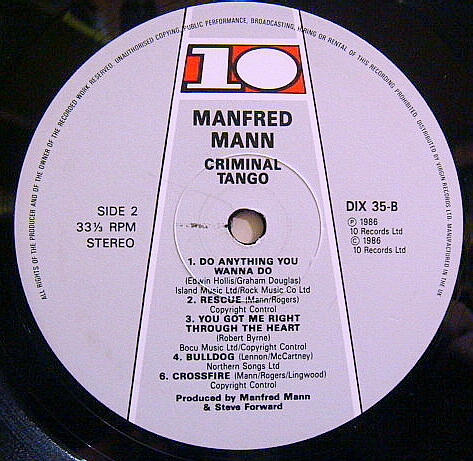 ALL RIGHTS OF THE PRODUCER AND OF THE OWNER OF THE RECORDED WORK RESERVED. UNAUTHORISED COPYING, PUBLIC PERFORMANCE, BROADCASTING, HIRING OR RENTAL OF THIS RECORDING PROHIBITED. DISTRIBUTED BY VIRGIN RECORDS LTD. MANUFACTURED IN THE UK
10
MANFRED
MANN
CRIMINAL
TANGO
SIDE 2
33⅓ RPM
STEREO
DIX 35-B
℗ 1986
10 Records Ltd
© 1986
10 Records Ltd
1. DO ANYTHING YOU
WANNA DO
(Edwin Hollis/Graham Douglas)
Island Music Ltd/Rock Music Co Ltd
2. RESCUE (Mann/Rogers)
Copyright Control
3. YOU GOT ME RIGHT
THROUGH THE HEART
(Robert Byrne)
Bocu Music Ltd/Copyright Control
4. BULLDOG (Lennon/McCartney)
Northern Songs Ltd
6. CROSSFIRE (Mann/Rogers/Lingwood)
Copyright Control
Produced by Manfred Mann
& Steve Forward